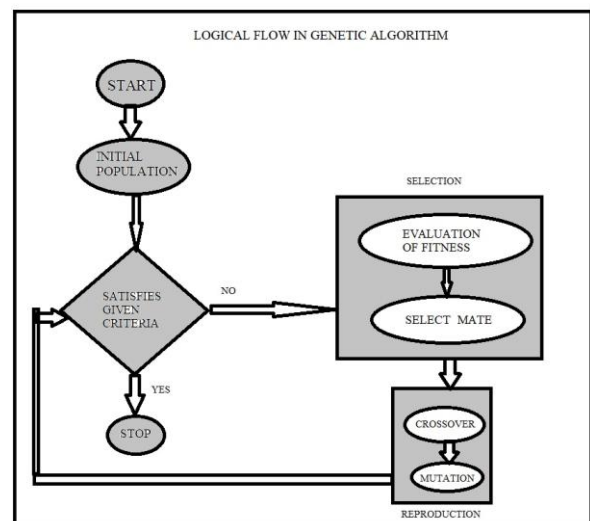 LOGICAL FLOW IN GENETIC ALGORITHM
START
INITIAL
POPULATION
SATISFIES
GIVEN
CRITERIA
NO
YES
STOP
SELECTION
EVALUATION
OF FITNESS
SELECT MATE
CROSSOVER
MUTATION
REPRODUCTION